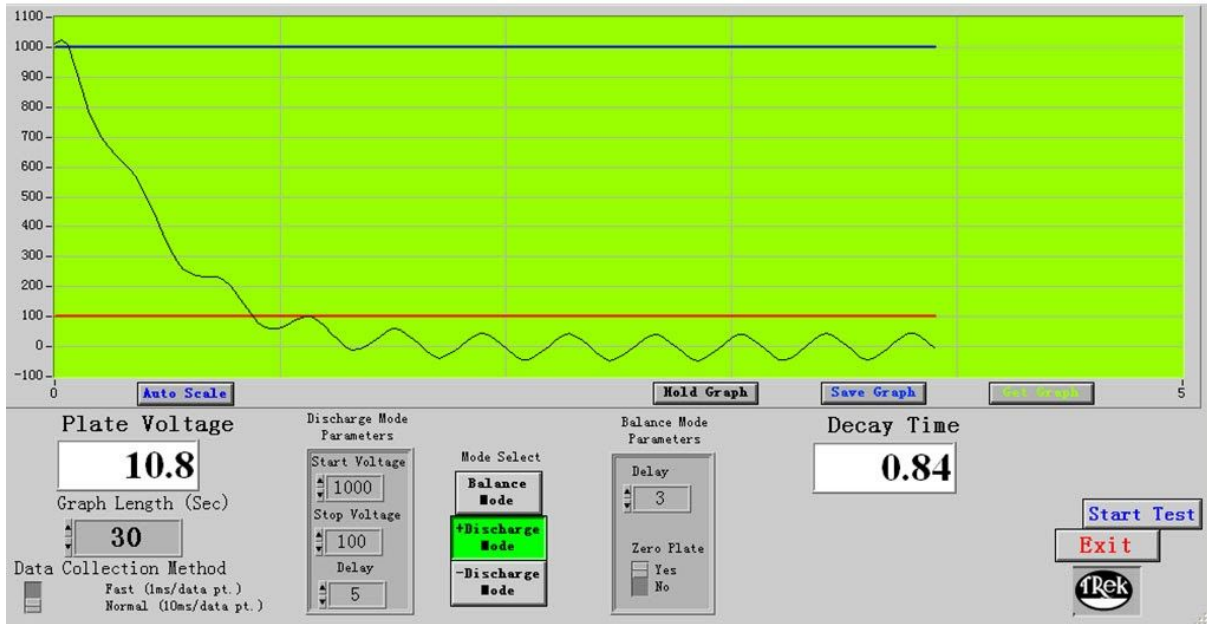 1100
1000
900
800
700
600
500
400
300
200
100
0
-100
0
5
Auto Scale
Hold Graph
Save Graph
Get Graph
Plate Voltage
10.8
Graph Length (Sec)
30
Data Collection Method
Fast (1ms/data pt.)
Normal (10ms/data pt.)
Discharge Mode
Parameters
Start Voltage
1000
Stop Voltage
100
Delay
5
Mode Select
Balance
Mode
+Discharge
Mode
-Discharge
Mode
Balance Mode
Parameters
Delay
3
Zero Plate
Yes
No
Decay Time
0.84
Start Test
Exit
TRek